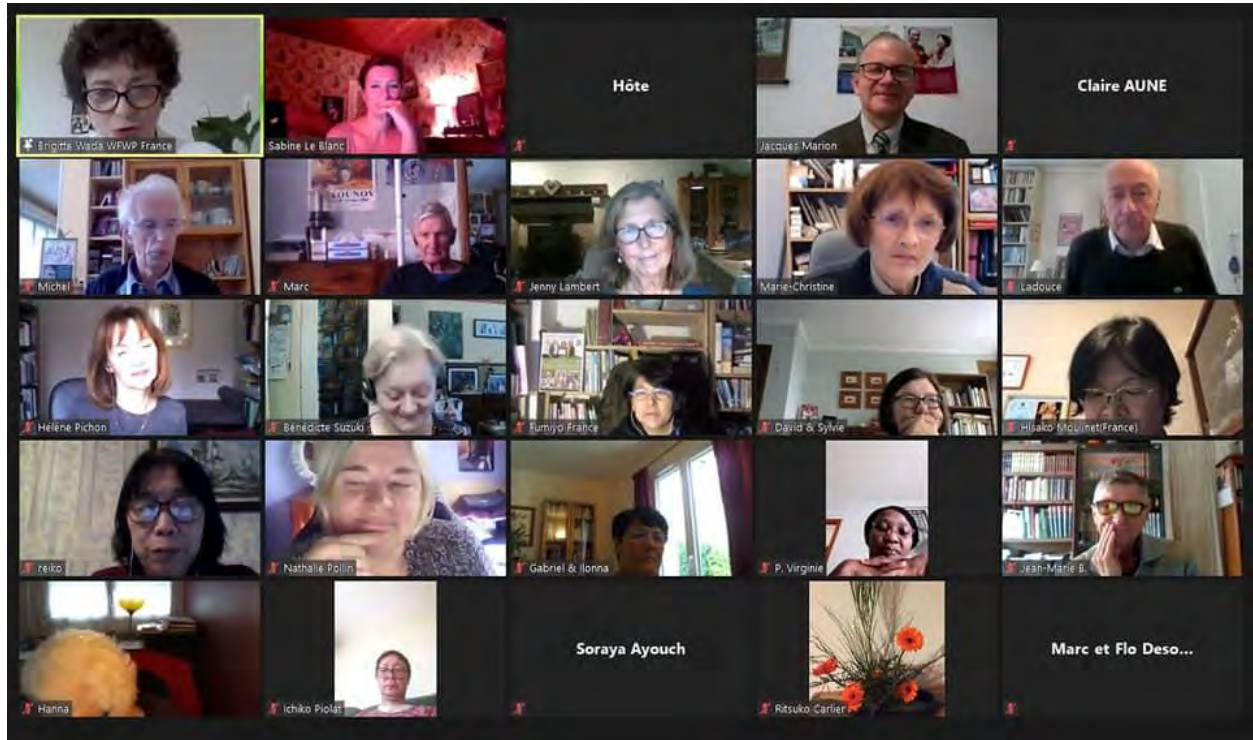 Brigitte Wada WFWP France
Sabine Le Blanc
Hôte
Jacques Marion
Claire AUNE
Michel
Marc
KOUNOV
Jenny Lambert
Marie-Christine
Ladouce
Hélène Pichon
Bénédicte Suzuki
Fumiyo France
David & Sylvie
Hisako Moulinet(France)
reiko
Nathalie Pollin
Gabriel & Ilonna
P. Virginie
Jean-Marie B.
Hanna
Ichiko Piolat
Soraya Ayouch
Ritsuko Carlier
Marc et Flo Deso...